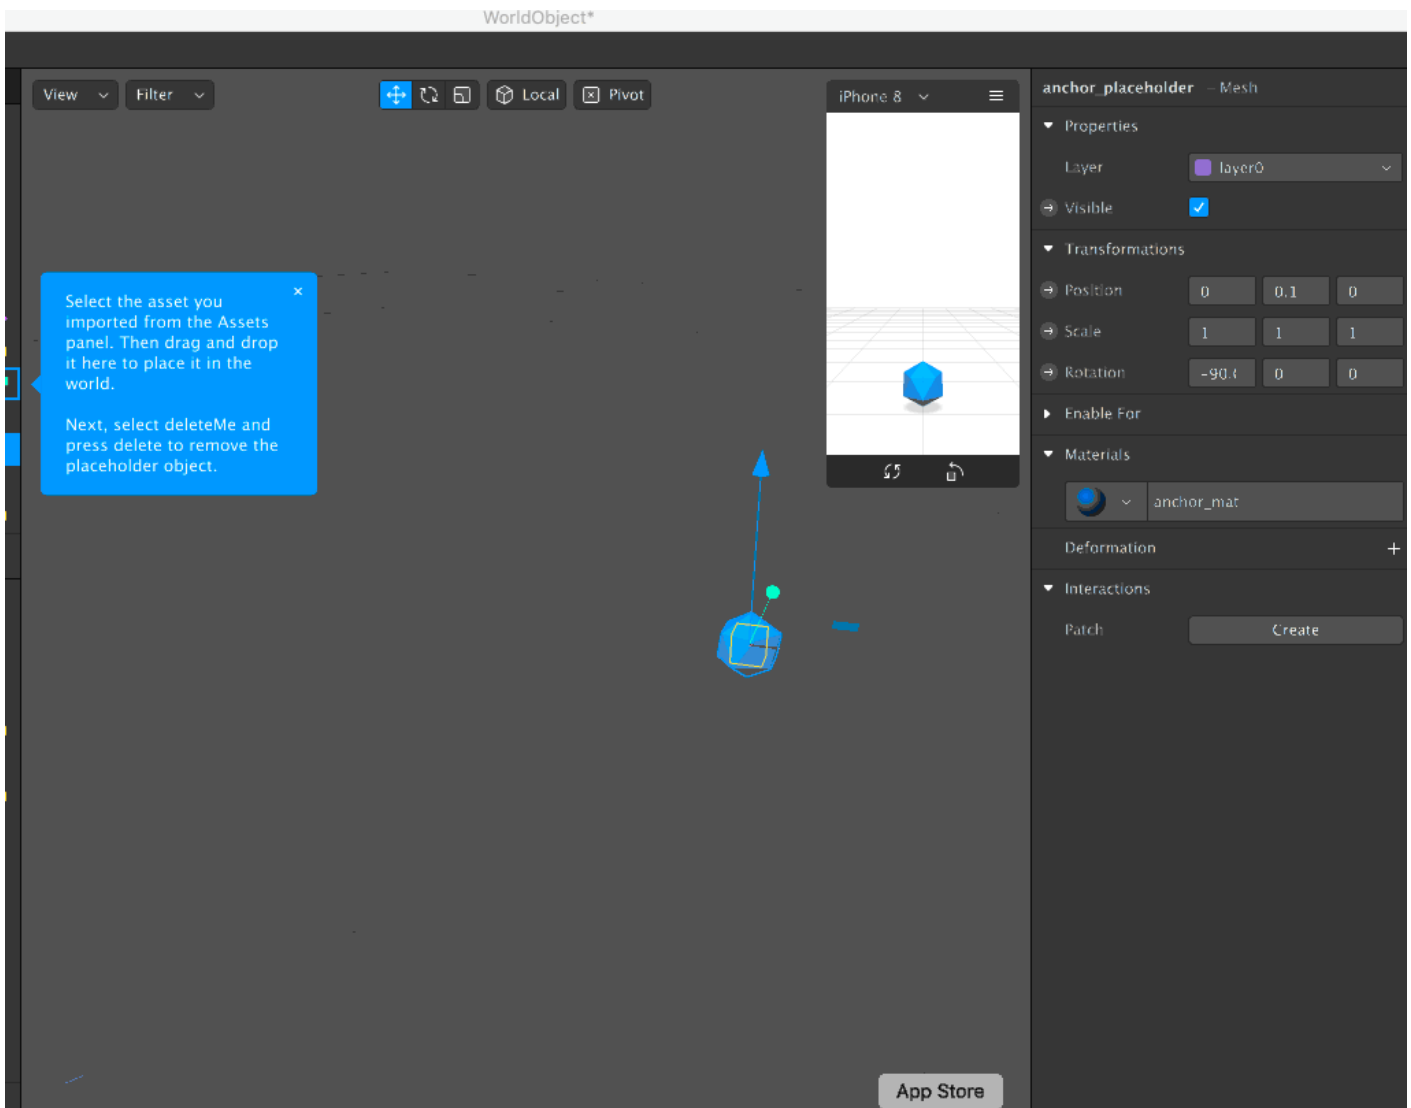 WorldObject*
View
Filter
Local
Pivot
iPhone 8
anchor_placeholder – Mesh
Properties
Layer
layer0
Visible
Transformations
Position
0
0.1
0
Scale
1
1
1
Rotation
-90.
0
0
Enable For
Materials
anchor_mat
Deformation
Interactions
Patch
Create
Select the asset you
imported from the Assets
panel. Then drag and drop
it here to place it in the
world.
Next, select deleteMe and
press delete to remove the
placeholder object.
App Store